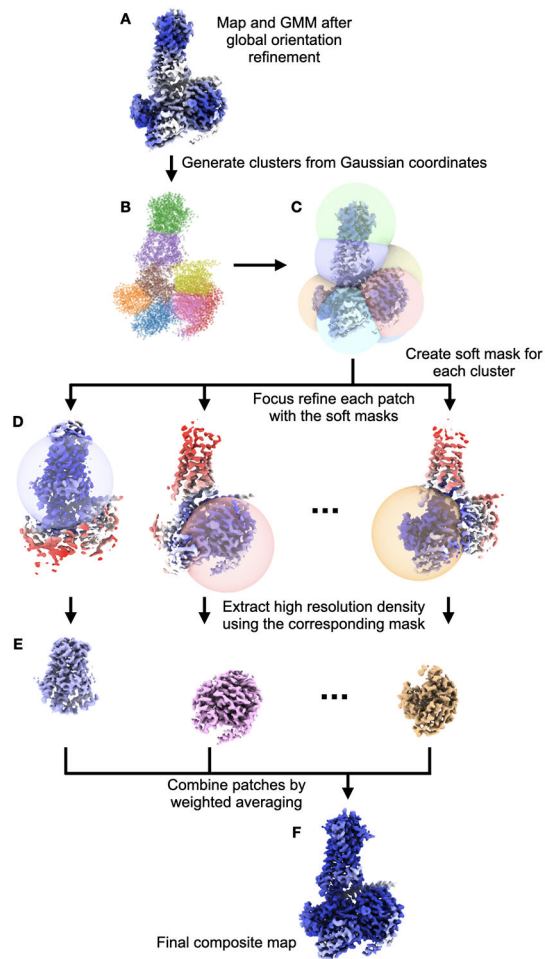 A
Map and GMM after
global orientation
refinement
Generate clusters from Gaussian coordinates
B
C
Create soft mask for
each cluster
Focus refine each patch
with the soft masks
D
...
Extract high resolution density
using the corresponding mask
E
...
Combine patches by
weighted averaging
F
Final composite map